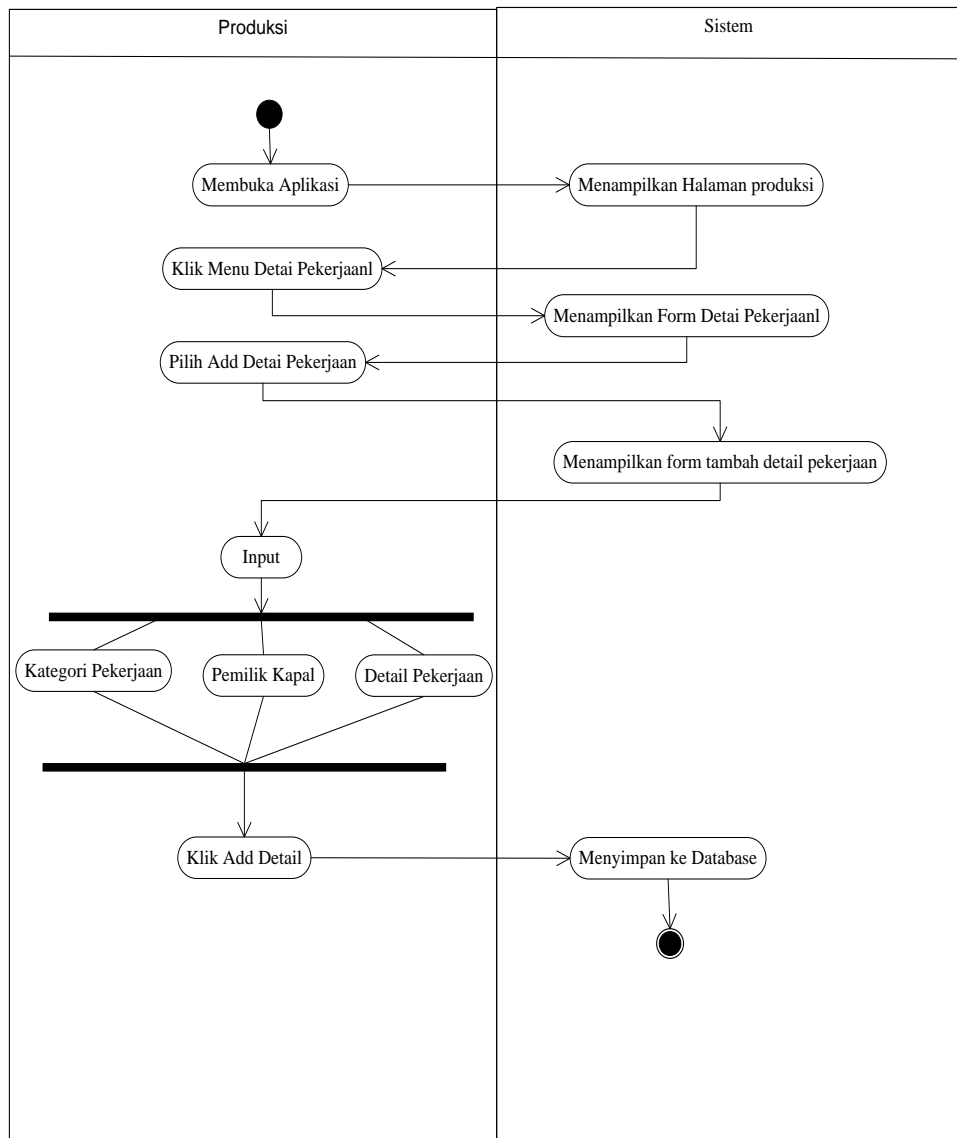 Produksi
Sistem
Membuka Aplikasi
Menampilkan Halaman produksi
Klik Menu Detai Pekerjaanl
Menampilkan Form Detai Pekerjaanl
Pilih Add Detai Pekerjaan
Menampilkan form tambah detail pekerjaan
Input
Kategori Pekerjaan
Pemilik Kapal
Detail Pekerjaan
Klik Add Detail
Menyimpan ke Database